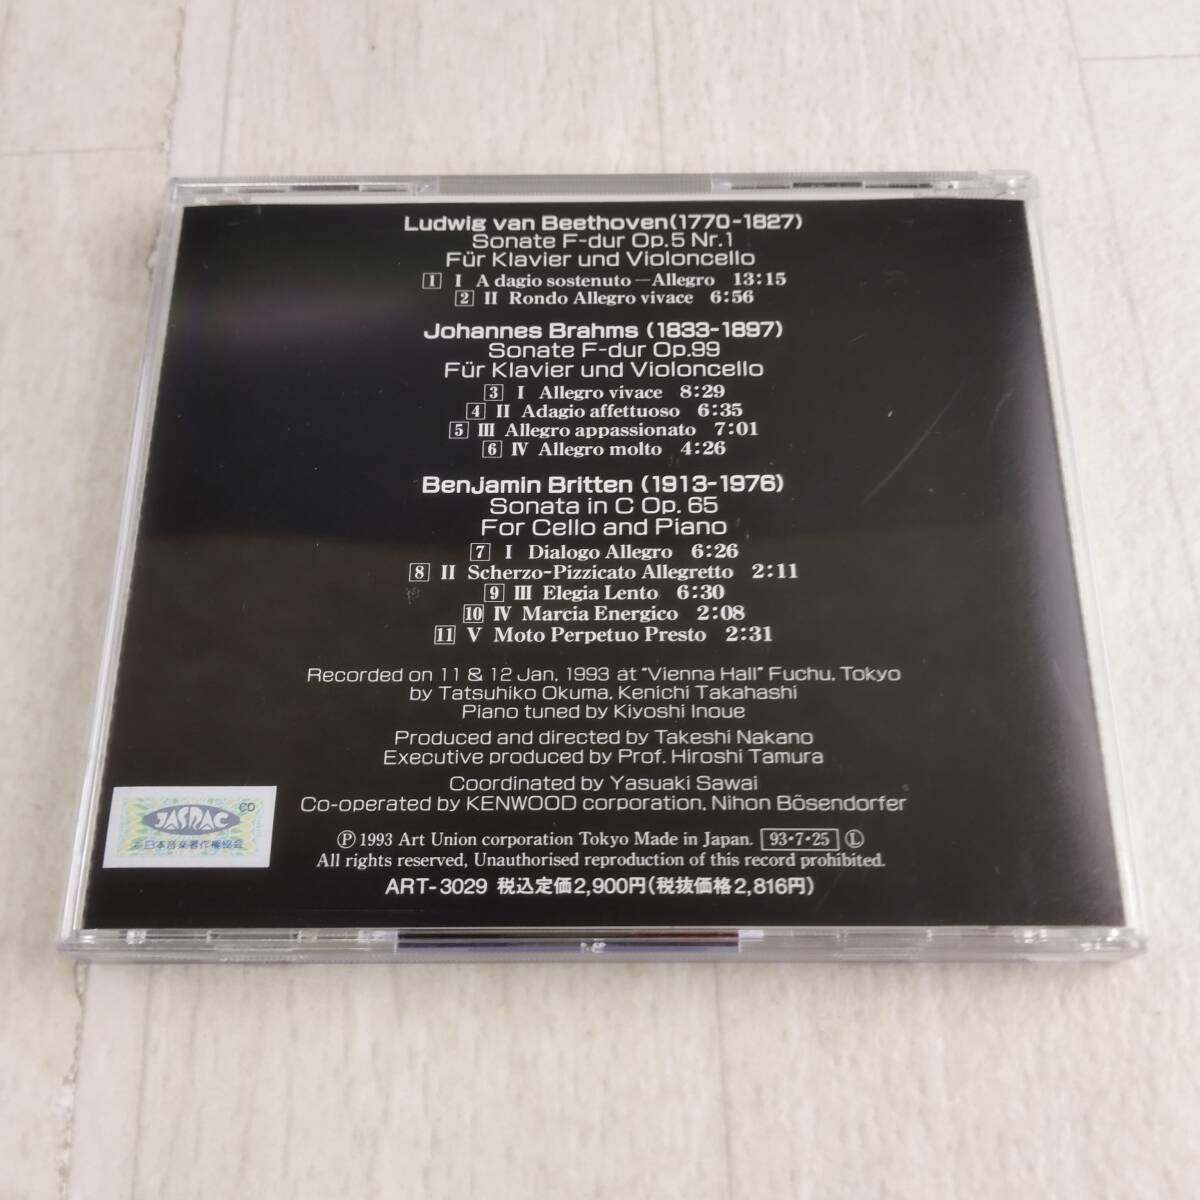 Ludwig van Beethoven(1770-1827)
Sonate F-dur Op.5 Nr.1
Für Klavier und Violoncello
1 I A dagio sostenuto—Allegro 13:15
2 II Rondo Allegro vivace 6:56
Johannes Brahms (1833-1897)
Sonate F-dur Op.99
Für Klavier und Violoncello
3 I Allegro vivace 8:29
4 II Adagio affettuoso 6:35
5 III Allegro appassionato 7:01
6 IV Allegro molto 4:26
Benjamin Britten (1913-1976)
Sonata in C Op. 65
For Cello and Piano
7 I Dialogo Allegro 6:26
8 II Scherzo-Pizzicato Allegretto 2:11
9 III Elegia Lento 6:30
10 IV Marcia Energico 2:08
11 V Moto Perpetuo Presto 2:31
Recorded on 11 & 12 Jan, 1993 at "Vienna Hall" Fuchu, Tokyo
by Tatsuhiko Okuma, Kenichi Takahashi
Piano tuned by Kiyoshi Inoue
Produced and directed by Takeshi Nakano
Executive produced by Prof. Hiroshi Tamura
Coordinated by Yasuaki Sawai
Co-operated by KENWOOD corporation, Nihon Bösendorfer
CD
JASRAC
日本音楽著作権協会
Ⓟ 1993 Art Union corporation Tokyo Made in Japan. 93・7・25 Ⓛ
All rights reserved, Unauthorised reproduction of this record prohibited.
ART-3029 税込定価2,900円(税抜価格2,816円)